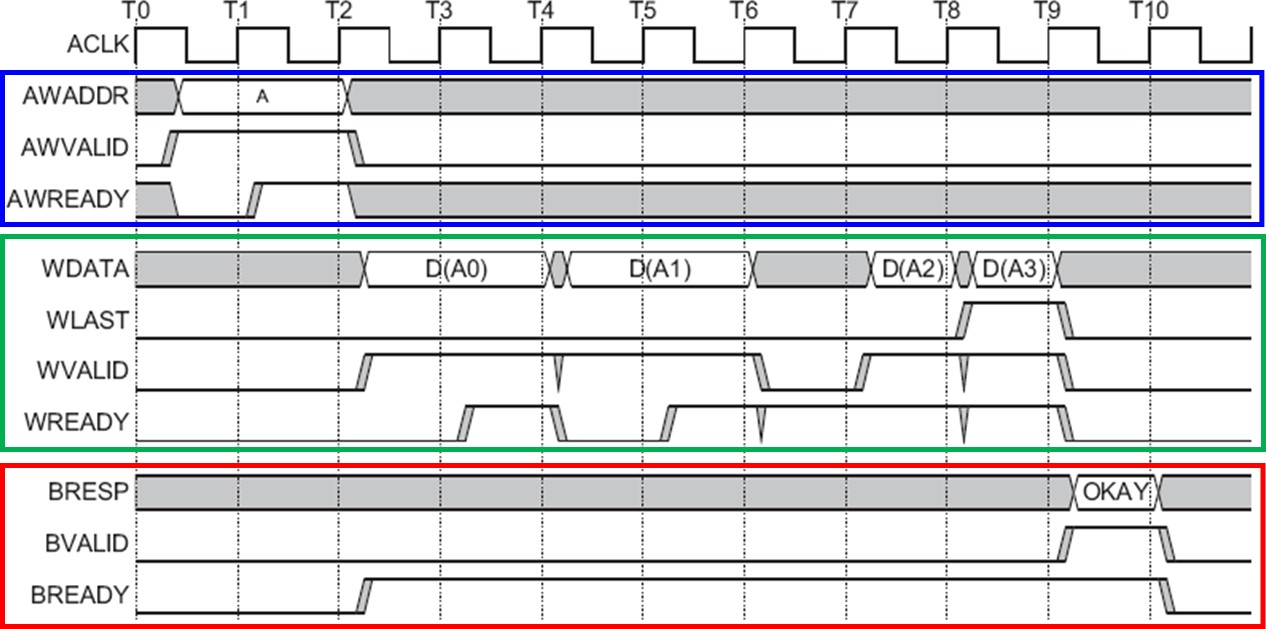 T0 T1 T2 T3 T4 T5 T6 T7 T8 T9 T10
ACLK
AWADDR A
AWVALID
AWREADY
WDATA D(A0) D(A1) D(A2) D(A3)
WLAST
WVALID
WREADY
BRESP OKAY
BVALID
BREADY